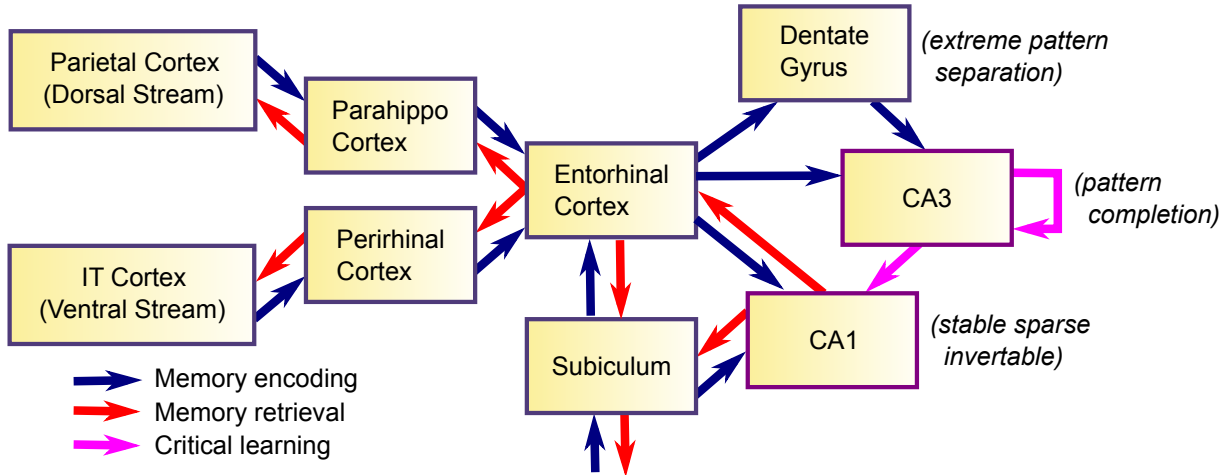 Parietal Cortex
(Dorsal Stream)
Parahippo
Cortex
Dentate
Gyrus
(extreme pattern
separation)
Entorhinal
Cortex
CA3
(pattern
completion)
IT Cortex
(Ventral Stream)
Perirhinal
Cortex
Subiculum
CA1
(stable sparse
invertable)
Memory encoding
Memory retrieval
Critical learning